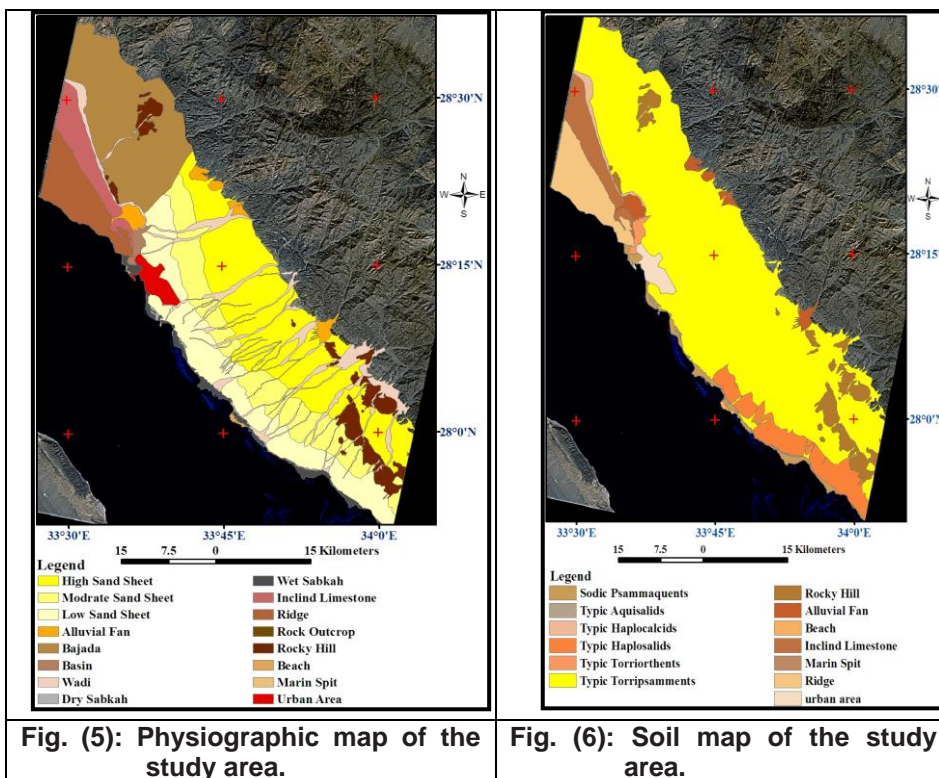 28°30'N
N
W E
S
28°15'N
28°0'N
33°30'E 33°45'E 34°0'E
15 7.5 0 15 Kilometers
Legend
High Sand Sheet
Modrate Sand Sheet
Low Sand Sheet
Alluvial Fan
Bajada
Basin
Wadi
Dry Sabkah
Wet Sabkah
Inclind Limestone
Ridge
Rock Outcrop
Rocky Hill
Beach
Marin Spit
Urban Area
Fig. (5): Physiographic map of the
study area.
28°30'N
N
W
S
28°15'N
28°0'N
33°30'E 33°45'E 34°0'E
15 7.5 0 15 Kilometers
Legend
Sodic Psammaquents
Typic Aquisalids
Typic Haplocalcids
Typic Haplosalids
Typic Torriorthents
Typic Torripsamments
Rocky Hill
Alluvial Fan
Beach
Inclind Limestone
Marin Spit
Ridge
urban area
Fig. (6): Soil map of the study
area.